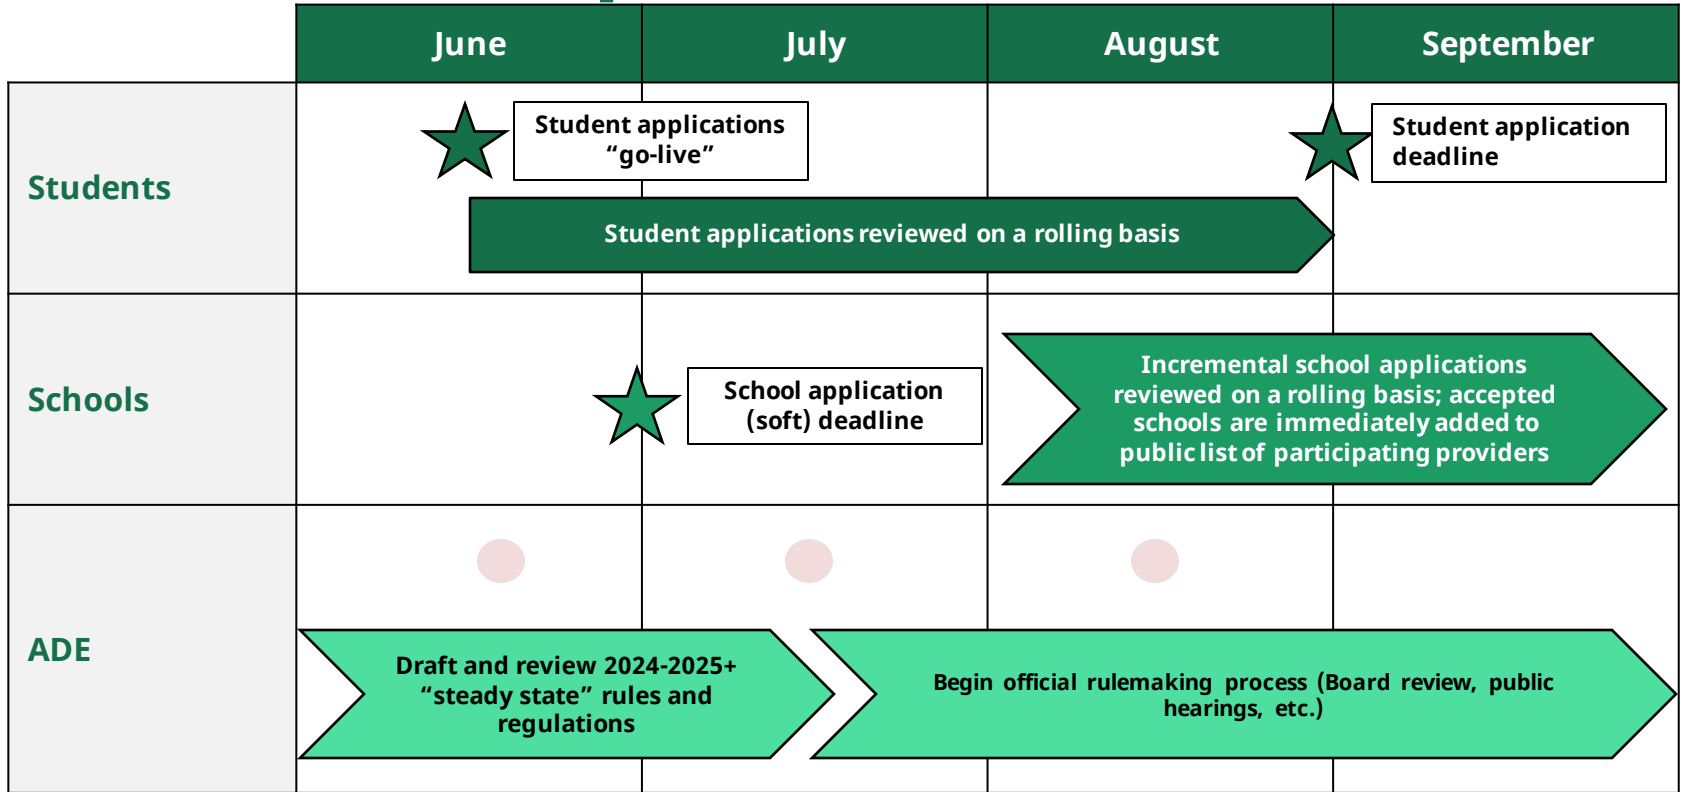 June
July
August
September
Students
Student applications
“go-live”
Student application
deadline
Student applications reviewed on a rolling basis
Schools
School application
(soft) deadline
Incremental school applications
reviewed on a rolling basis; accepted
schools are immediately added to
public list of participating providers
ADE
Draft and review 2024-2025+
“steady state” rules and
regulations
Begin official rulemaking process (Board review, public
hearings, etc.)